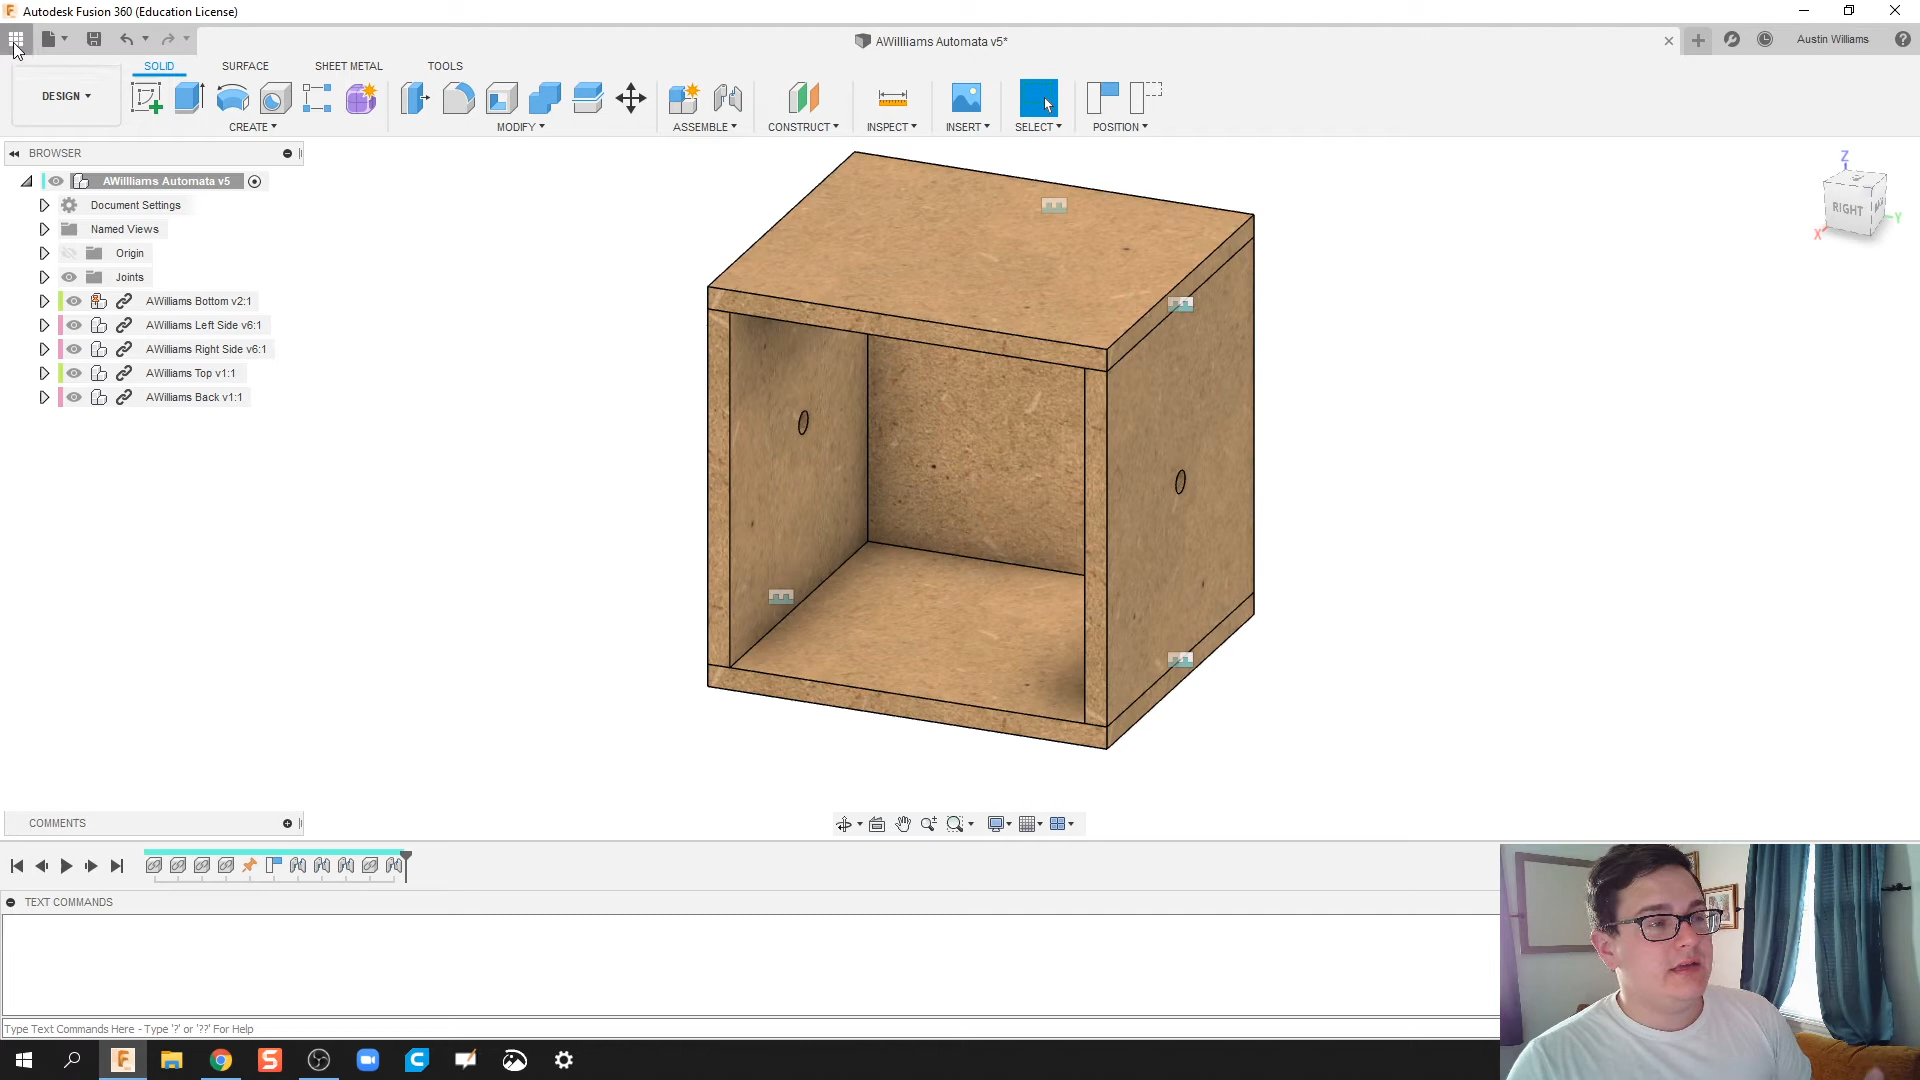 Autodesk Fusion 360 (Education License)
AWillliams Automata v5*
Austin Williams
SOLID SURFACE SHEET METAL TOOLS
DESIGN
CREATE MODIFY ASSEMBLE CONSTRUCT INSPECT INSERT SELECT POSITION
BROWSER
AWillliams Automata v5
Document Settings
Named Views
Origin
Joints
AWilliams Bottom v2:1
AWilliams Left Side v6:1
AWilliams Right Side v6:1
AWilliams Top v1:1
AWilliams Back v1:1
Z
RIGHT
Y
X
COMMENTS
TEXT COMMANDS
Type Text Commands Here - Type '?' or '??' For Help